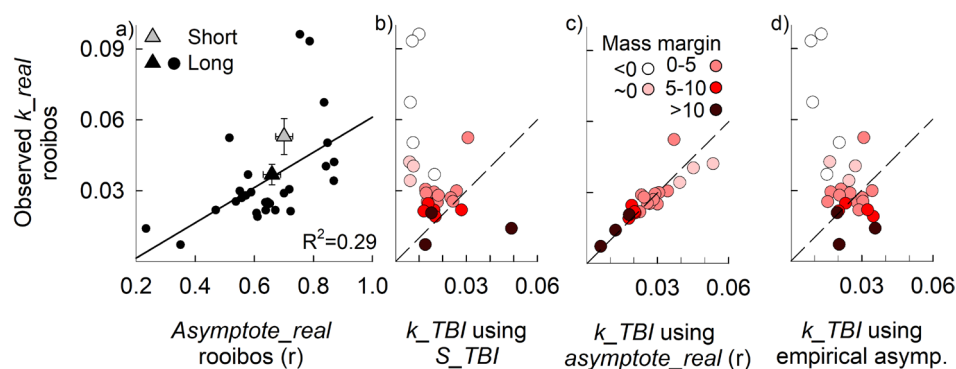 a)
Short
Long
R²=0.29
Observed k_real
rooibos
0.09
0.06
0.03
0.2 0.4 0.6 0.8 1.0
Asymptote_real
rooibos (r)
b)
0.03 0.06
k_TBI using
S_TBI
c)
Mass margin
<0 0-5
~0 5-10
>10
0.03 0.06
k_TBI using
asymptote_real (r)
d)
0.03 0.06
k_TBI using
empirical asymp.